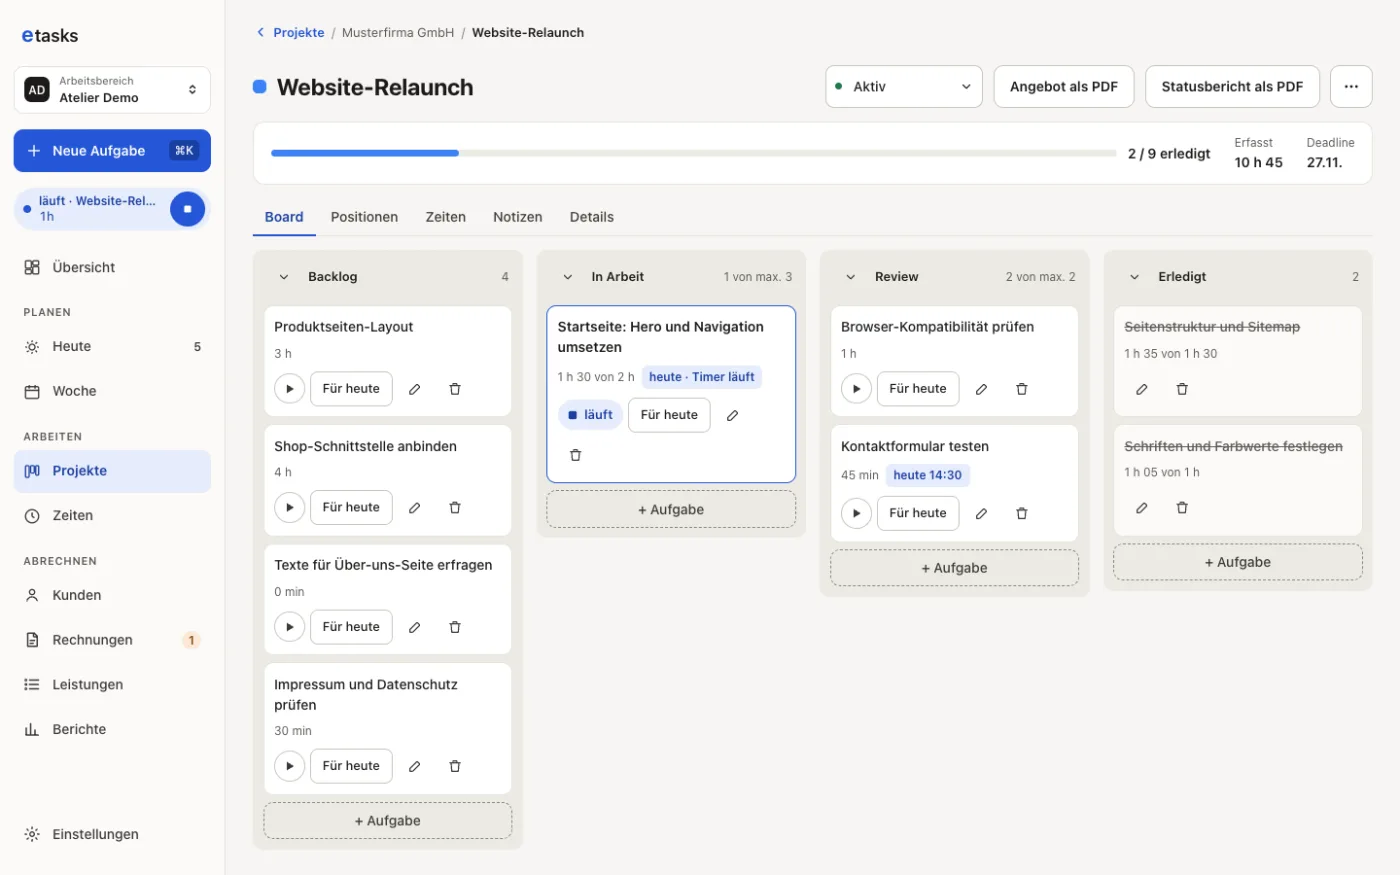 etasks
AD
Arbeitsbereich
Atelier Demo
Neue Aufgabe ⌘K
läuft · Website-Rel...
1h
Übersicht
PLANEN
Heute 5
Woche
ARBEITEN
Projekte
Zeiten
ABRECHNEN
Kunden
Rechnungen 1
Leistungen
Berichte
Einstellungen
Projekte / Musterfirma GmbH / Website-Relaunch
Website-Relaunch
Aktiv
Angebot als PDF
Statusbericht als PDF
2 / 9 erledigt
Erfasst
10 h 45
Deadline
27.11.
Board
Positionen
Zeiten
Notizen
Details
Backlog 4
Produktseiten-Layout
3 h
Für heute
Shop-Schnittstelle anbinden
4 h
Für heute
Texte für Über-uns-Seite erfragen
0 min
Für heute
Impressum und Datenschutz
prüfen
30 min
Für heute
+ Aufgabe
In Arbeit 1 von max. 3
Startseite: Hero und Navigation
umsetzen
1 h 30 von 2 h heute · Timer läuft
läuft Für heute
+ Aufgabe
Review 2 von max. 2
Browser-Kompatibilität prüfen
1 h
Für heute
Kontaktformular testen
45 min heute 14:30
Für heute
+ Aufgabe
Erledigt 2
Seitenstruktur und Sitemap
1 h 35 von 1 h 30
Schriften und Farbwerte festlegen
1 h 05 von 1 h
+ Aufgabe